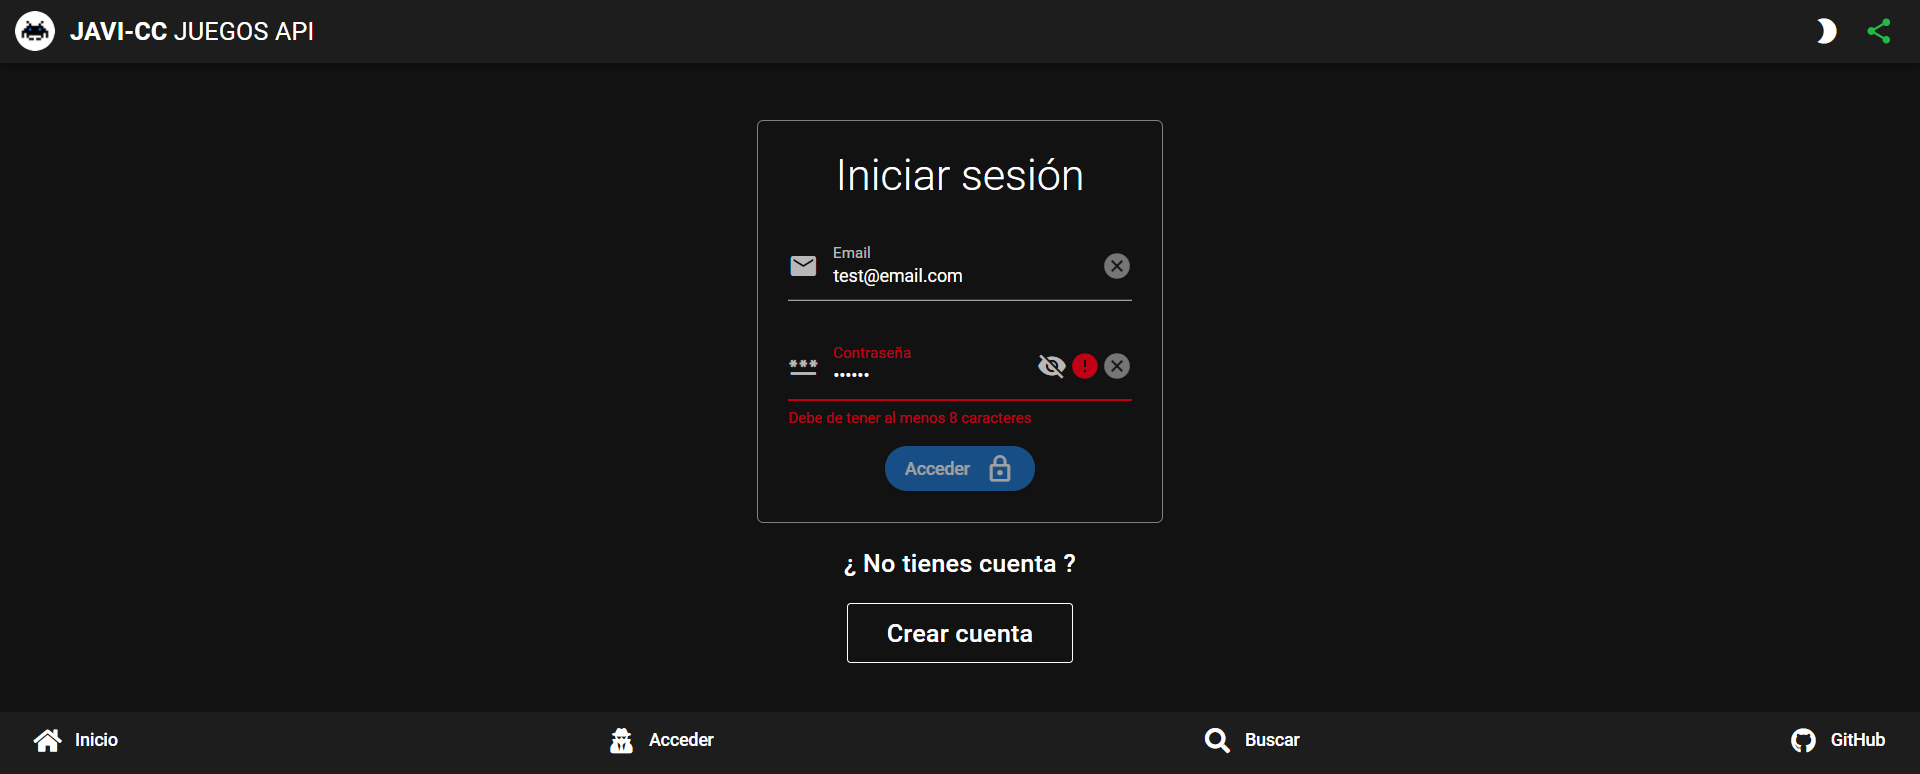 JAVI-CC JUEGOS API
Iniciar sesión
Email
test@email.com
***
Contraseña
••••••
Debe de tener al menos 8 caracteres
Acceder
¿ No tienes cuenta ?
Crear cuenta
Inicio
Acceder
Buscar
GitHub